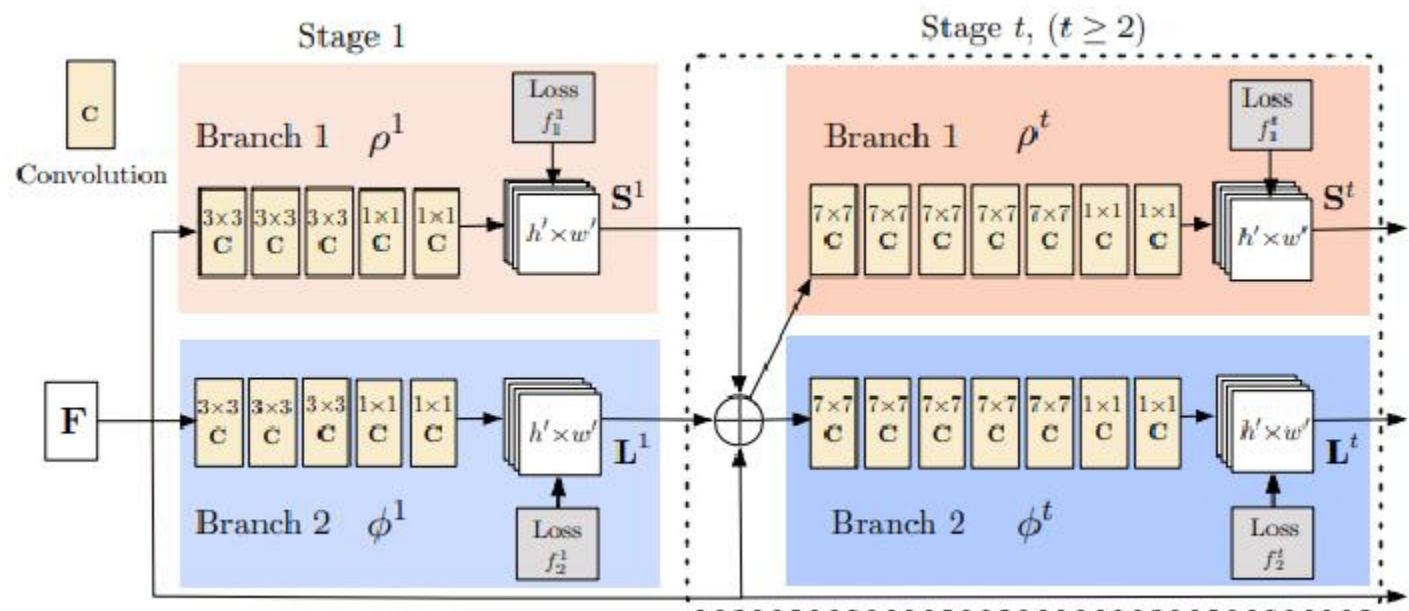 Stage 1
Stage t, (t ≥ 2)
C
Convolution
Branch 1 ρ¹
Loss
f₁¹
3×3 3×3 3×3 1×1 1×1
C C C C C
h′×w′
S¹
Branch 1 ρᵗ
Loss
f₁ᵗ
7×7 7×7 7×7 7×7 7×7 1×1 1×1
C C C C C C C
h′×w′
Sᵗ
F
3×3 3×3 3×3 1×1 1×1
C C C C C
h′×w′
L¹
Branch 2 ϕ¹
Loss
f₂¹
7×7 7×7 7×7 7×7 7×7 1×1 1×1
C C C C C C C
h′×w′
Lᵗ
Branch 2 ϕᵗ
Loss
f₂ᵗ